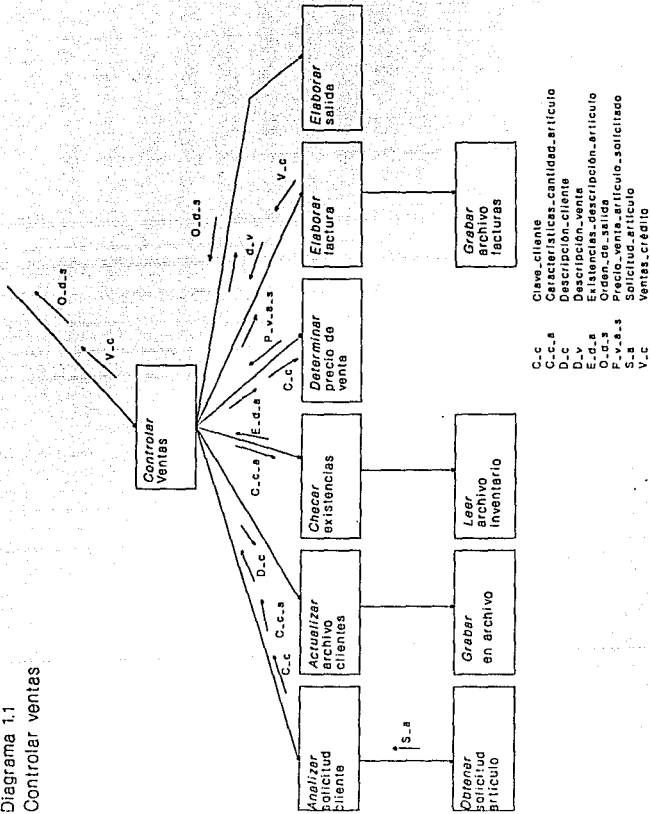 Diagrama 1.1
Controlar ventas
O_d_s
V_c
Controlar
Ventas
C_c
C_c_a
D_c
C_c_a
E_d_a
C_c
P_v_a_s
d_v
V_c
O_d_s
Analizar
solicitud
cliente
Actualizar
archivo
clientes
Checar
existencias
Determinar
precio de
venta
Elaborar
factura
Elaborar
salida
S_a
Obtener
solicitud
artículo
Grabar
en archivo
Leer
archivo
inventario
Grabar
archivo
facturas
C_c Clave_cliente
C_c_a Características_cantidad_artículo
D_c Descripción_cliente
D_v Descripción_venta
E_d_a Existencias_descripción_artículo
O_d_s Orden_de_salida
P_v_a_s Precio_venta_artículo_solicitado
S_a Solicitud_artículo
V_c Ventas_crédito